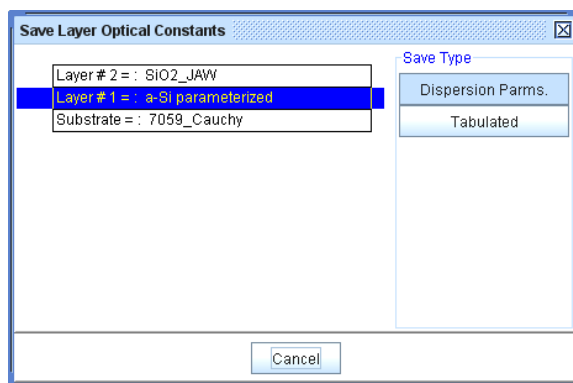 Save Layer Optical Constants
Save Type
Layer # 2 = : SiO2_JAW
Layer # 1 = : a-Si parameterized
Substrate = : 7059_Cauchy
Dispersion Parms.
Tabulated
Cancel